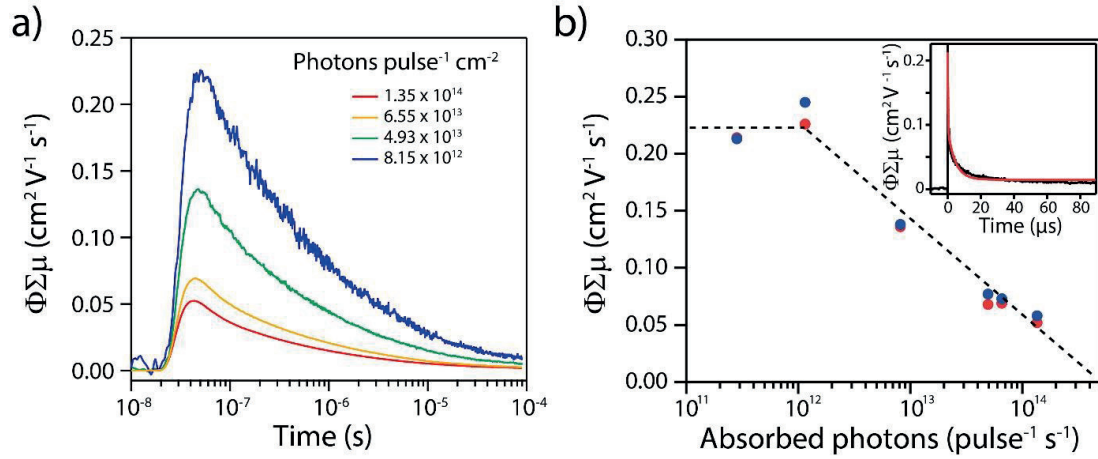 a)
ΦΣμ (cm² V⁻¹ s⁻¹)
0.25
0.20
0.15
0.10
0.05
0.00
Photons pulse⁻¹ cm⁻²
1.35 x 10¹⁴
6.55 x 10¹³
4.93 x 10¹³
8.15 x 10¹²
10⁻⁸
10⁻⁷
10⁻⁶
10⁻⁵
10⁻⁴
Time (s)
b)
ΦΣμ (cm² V⁻¹ s⁻¹)
0.30
0.25
0.20
0.15
0.10
0.05
0.00
10¹¹
10¹²
10¹³
10¹⁴
Absorbed photons (pulse⁻¹ s⁻¹)
ΦΣμ (cm² V⁻¹ s⁻¹)
0.2
0.1
0
0
20
40
60
80
Time (μs)